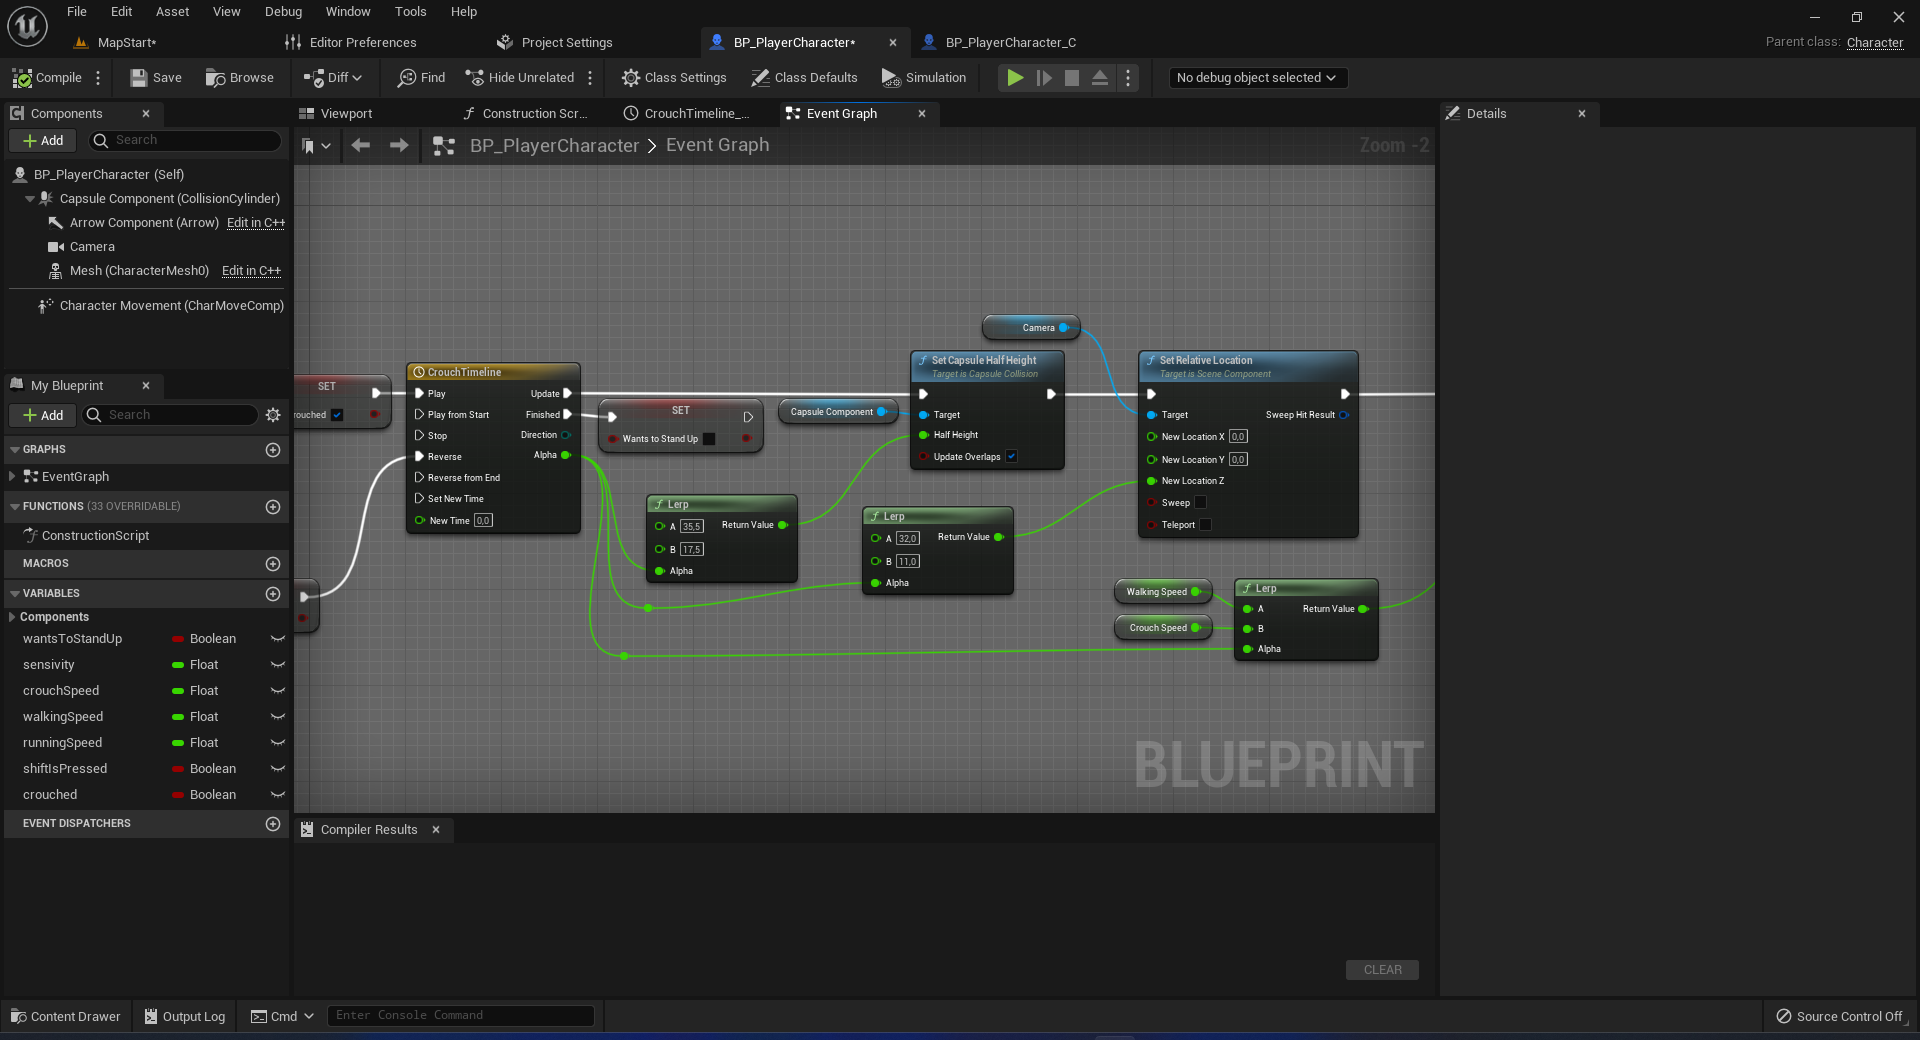 File Edit Asset View Debug Window Tools Help
MapStart*
Editor Preferences
Project Settings
BP_PlayerCharacter*
BP_PlayerCharacter_C
Parent class: Character
Compile
Save
Browse
Diff
Find
Hide Unrelated
Class Settings
Class Defaults
Simulation
No debug object selected
Components
Add
Search
BP_PlayerCharacter (Self)
Capsule Component (CollisionCylinder)
Arrow Component (Arrow) Edit in C++
Camera
Mesh (CharacterMesh0) Edit in C++
Character Movement (CharMoveComp)
My Blueprint
Add
Search
GRAPHS
EventGraph
FUNCTIONS (33 OVERRIDABLE)
ConstructionScript
MACROS
VARIABLES
Components
wantsToStandUp Boolean
sensivity Float
crouchSpeed Float
walkingSpeed Float
runningSpeed Float
shiftIsPressed Boolean
crouched Boolean
EVENT DISPATCHERS
Viewport
Construction Scr...
CrouchTimeline_...
Event Graph
BP_PlayerCharacter > Event Graph
Zoom -2
SET
rouched
CrouchTimeline
Play
Play from Start
Stop
Reverse
Reverse from End
Set New Time
New Time 0,0
Update
Finished
Direction
Alpha
SET
Wants to Stand Up
Capsule Component
Camera
Set Capsule Half Height
Target is Capsule Collision
Target
Half Height
Update Overlaps
Set Relative Location
Target is Scene Component
Target
Sweep Hit Result
New Location X 0,0
New Location Y 0,0
New Location Z
Sweep
Teleport
Lerp
A 35,5
Return Value
B 17,5
Alpha
Lerp
A 32,0
Return Value
B 11,0
Alpha
Walking Speed
Crouch Speed
Lerp
A
Return Value
B
Alpha
BLUEPRINT
Compiler Results
CLEAR
Details
Content Drawer
Output Log
Cmd
Enter Console Command
Source Control Off